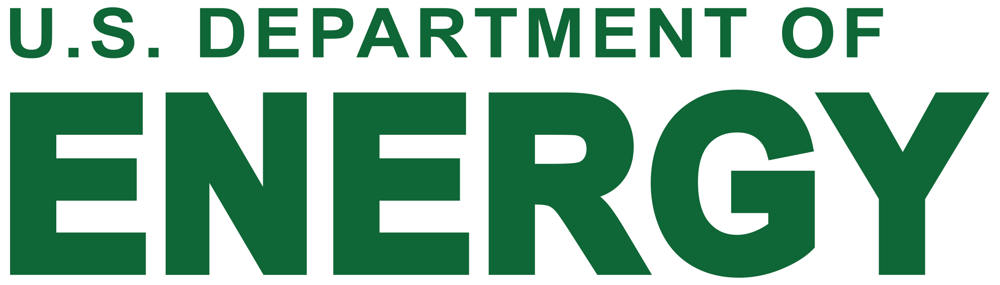 U.S. DEPARTMENT OF
ENERGY